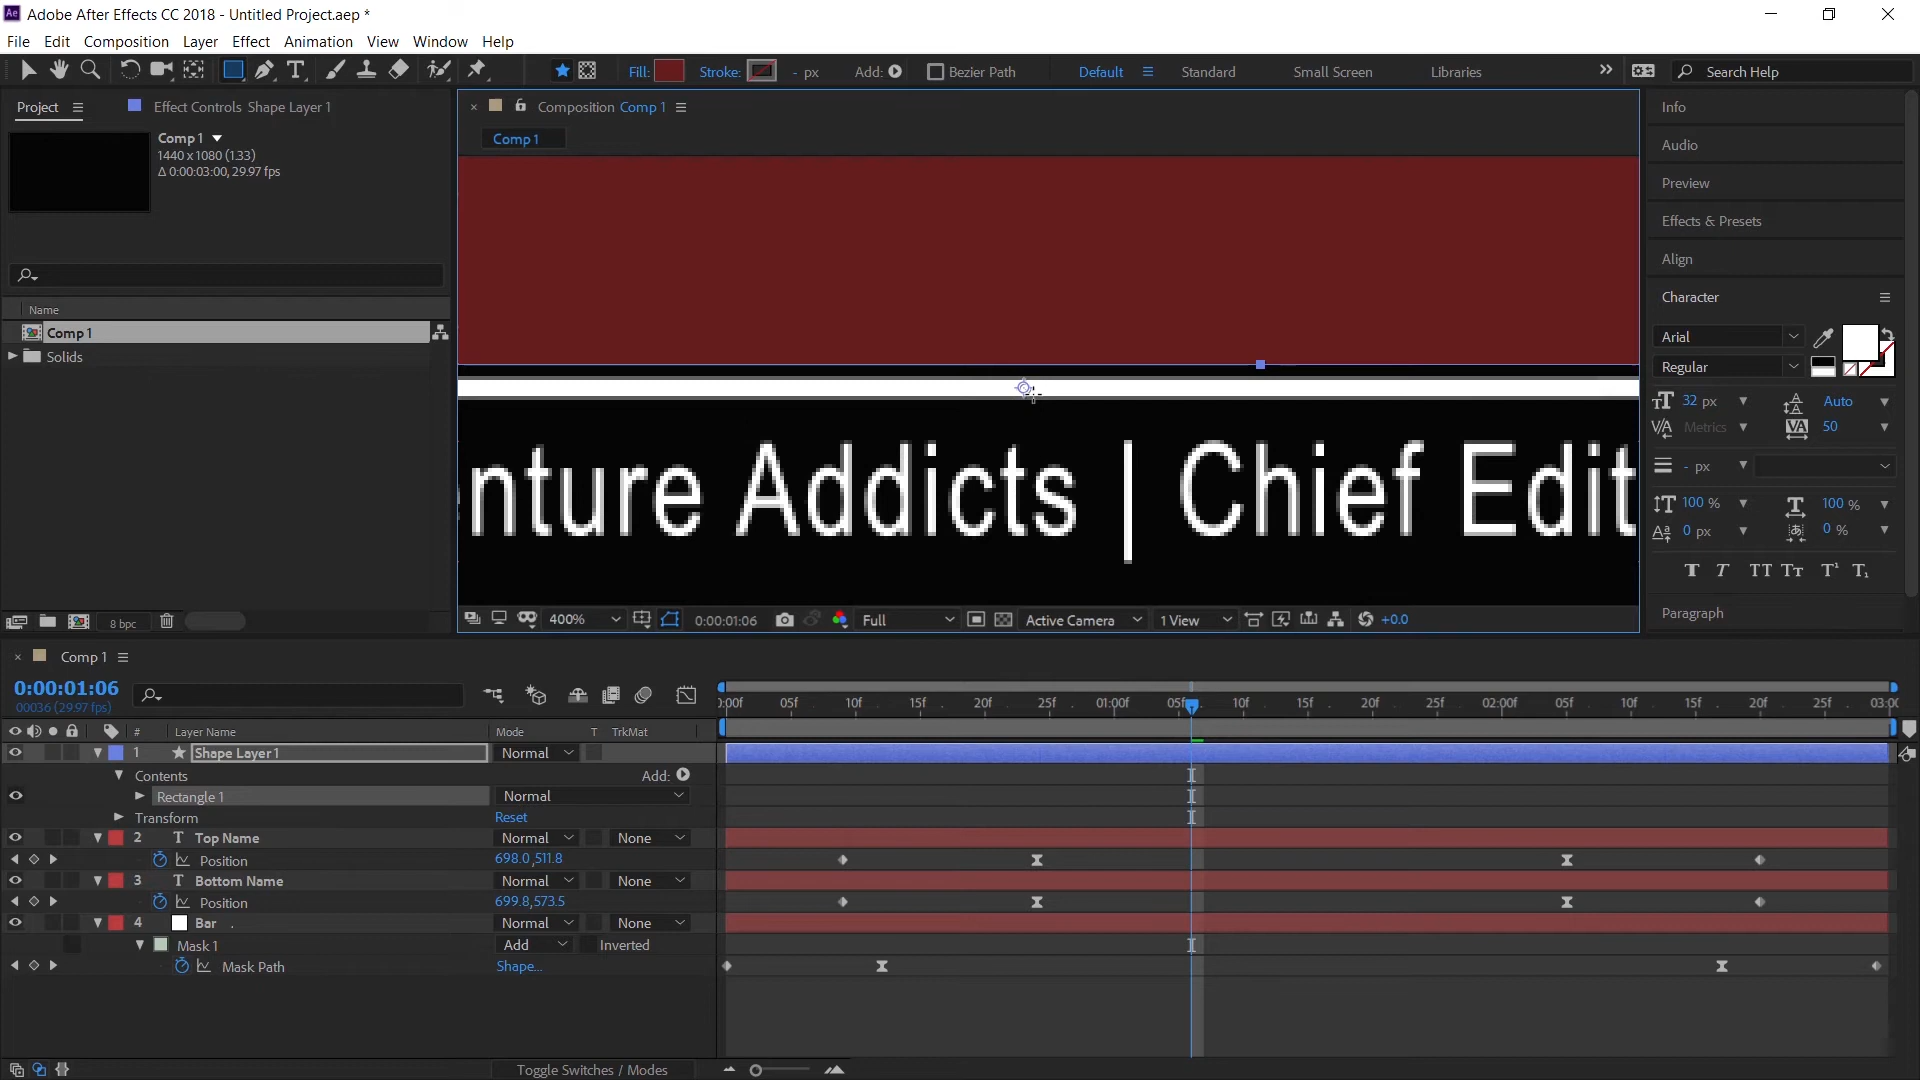 Adobe After Effects CC 2018 - Untitled Project.aep *
File Edit Composition Layer Effect Animation View Window Help
Fill: Stroke: - px Add: Bezier Path Default Standard Small Screen Libraries Search Help
Project Effect Controls Shape Layer 1
Composition Comp 1
Comp 1
Comp 1
1440 x 1080 (1.33)
Δ 0:00:03:00, 29.97 fps
Name
Comp 1
Solids
8 bpc
nture Addicts | Chief Edit
400% 0:00:01:06 Full Active Camera 1 View +0.0
Info
Audio
Preview
Effects & Presets
Align
Character
Arial
Regular
32 px Auto
Metrics 50
- px
100 % 100 %
0 px 0 %
T T TT Tт T¹ T₁
Paragraph
Comp 1
0:00:01:06
00036 (29.97 fps)
):00f 05f 10f 15f 20f 25f 01:00f 05f 10f 15f 20f 25f 02:00f 05f 10f 15f 20f 25f 03:00
# Layer Name Mode T TrkMat
1 Shape Layer 1 Normal
Contents Add:
Rectangle 1 Normal
Transform Reset
2 T Top Name Normal None
Position 698.0,511.8
3 T Bottom Name Normal None
Position 699.8,573.5
4 Bar . Normal None
Mask 1 Add Inverted
Mask Path Shape...
Toggle Switches / Modes